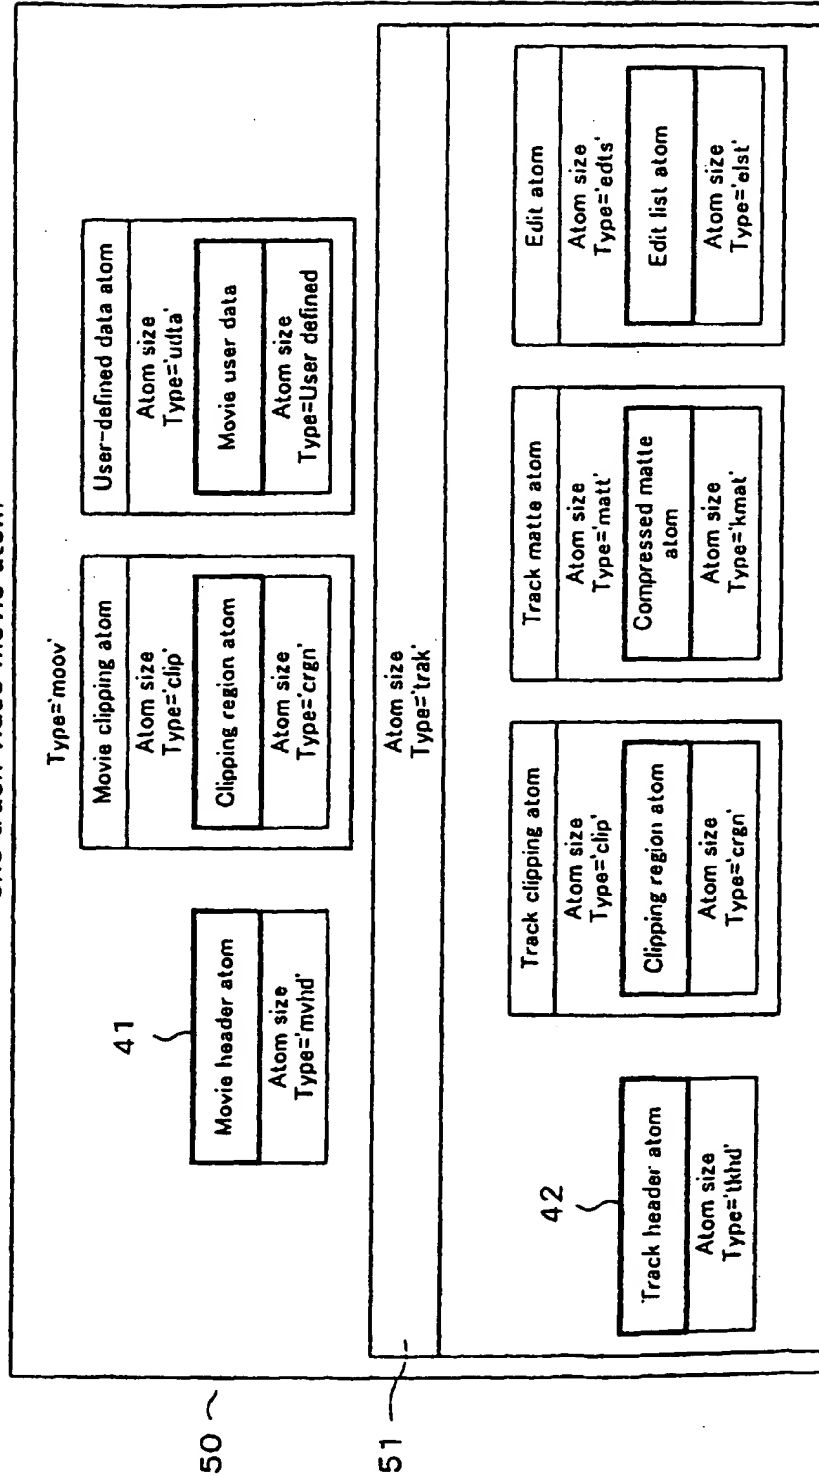 one track video movie atom
Type='moov'
41
Movie header atom
Atom size
Type='mvhd'
Movie clipping atom
Atom size
Type='clip'
Clipping region atom
Atom size
Type='crgn'
User-defined data atom
Atom size
Type='udta'
Movie user data
Atom size
Type=User defined
50
51
Atom size
Type='trak'
42
Track header atom
Atom size
Type='tkhd'
Track clipping atom
Atom size
Type='clip'
Clipping region atom
Atom size
Type='crgn'
Track matte atom
Atom size
Type='matt'
Compressed matte
atom
Atom size
Type='kmat'
Edit atom
Atom size
Type='edts'
Edit list atom
Atom size
Type='elst'